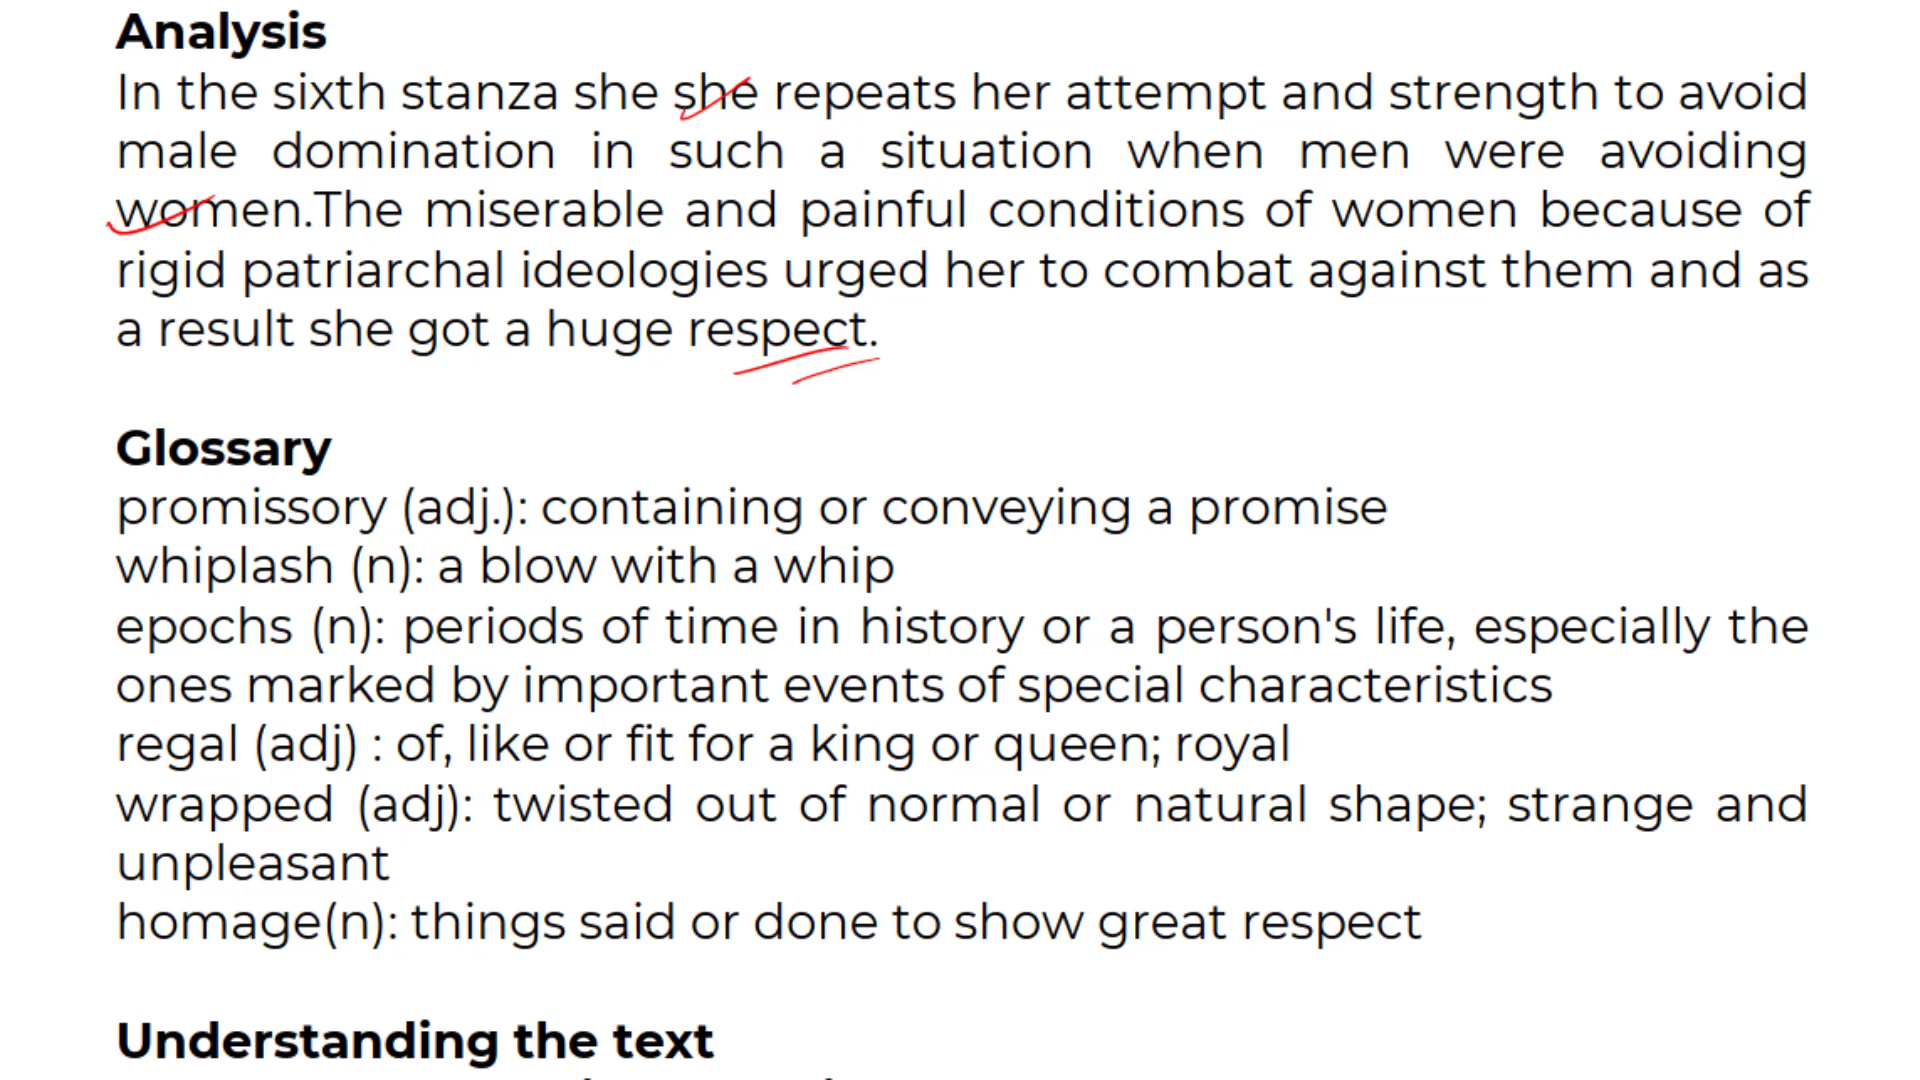 Analysis
In the sixth stanza she she repeats her attempt and strength to avoid
male domination in such a situation when men were avoiding
women.The miserable and painful conditions of women because of
rigid patriarchal ideologies urged her to combat against them and as
a result she got a huge respect.
Glossary
promissory (adj.): containing or conveying a promise
whiplash (n): a blow with a whip
epochs (n): periods of time in history or a person's life, especially the
ones marked by important events of special characteristics
regal (adj) : of, like or fit for a king or queen; royal
wrapped (adj): twisted out of normal or natural shape; strange and
unpleasant
homage(n): things said or done to show great respect
Understanding the text